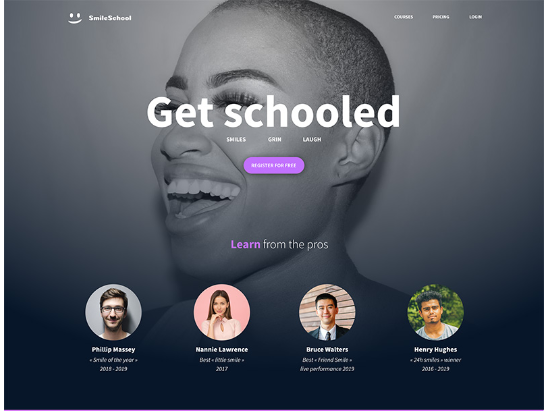 SmileSchool COURSES PRICING LOGIN
Get schooled
SMILES GRIN LAUGH
REGISTER FOR FREE
Learn from the pros
Phillip Massey Nannie Lawrence Bruce Walters Henry Hughes
« Smile of the year » Best « little smile » Best « Friend Smile » « 24h smiles » winner
2018 - 2019 2017 live performance 2019 2016 - 2019